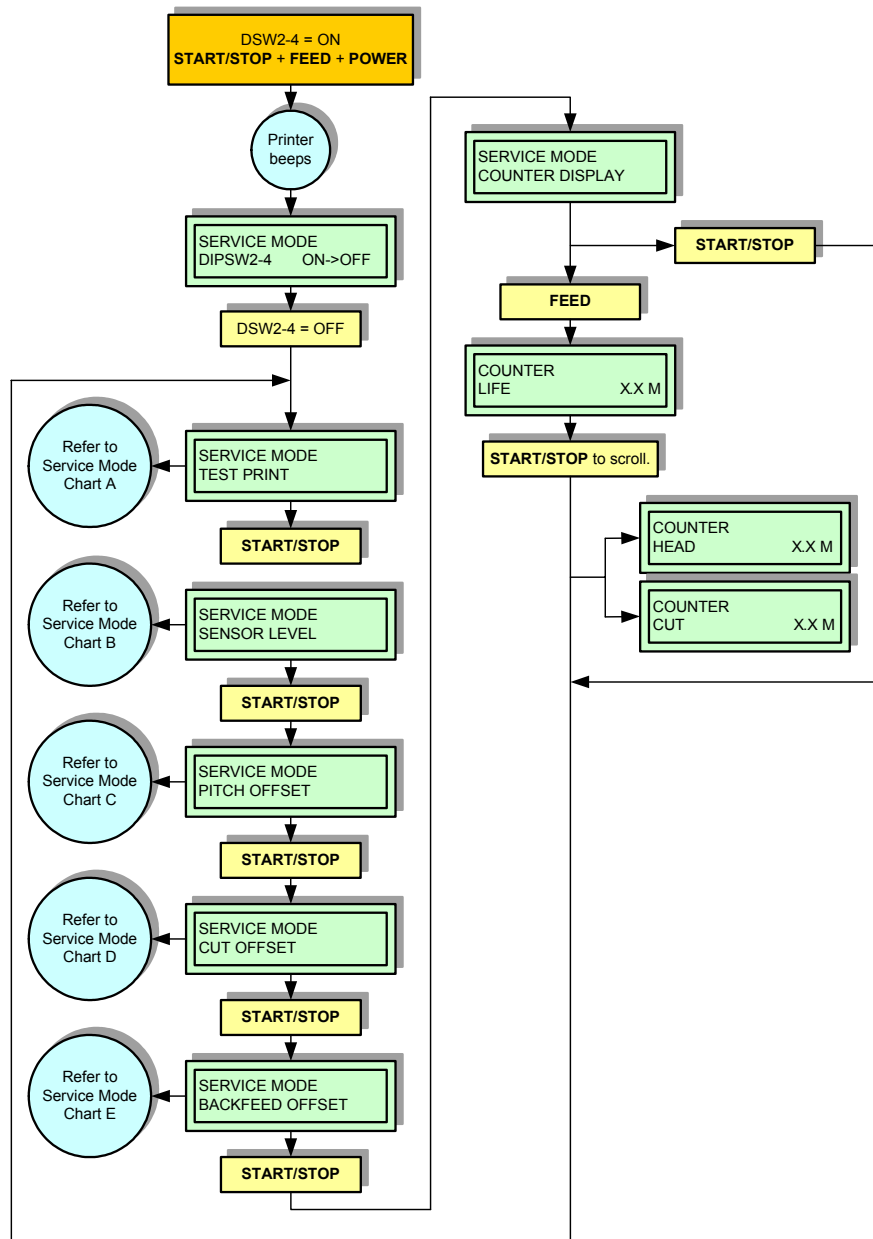 DSW2-4 = ON
START/STOP + FEED + POWER
Printer
beeps
SERVICE MODE
DIPSW2-4 ON->OFF
DSW2-4 = OFF
Refer to
Service Mode
Chart A
SERVICE MODE
TEST PRINT
START/STOP
Refer to
Service Mode
Chart B
SERVICE MODE
SENSOR LEVEL
START/STOP
Refer to
Service Mode
Chart C
SERVICE MODE
PITCH OFFSET
START/STOP
Refer to
Service Mode
Chart D
SERVICE MODE
CUT OFFSET
START/STOP
Refer to
Service Mode
Chart E
SERVICE MODE
BACKFEED OFFSET
START/STOP
SERVICE MODE
COUNTER DISPLAY
START/STOP
FEED
COUNTER
LIFE X.X M
START/STOP to scroll.
COUNTER
HEAD X.X M
COUNTER
CUT X.X M